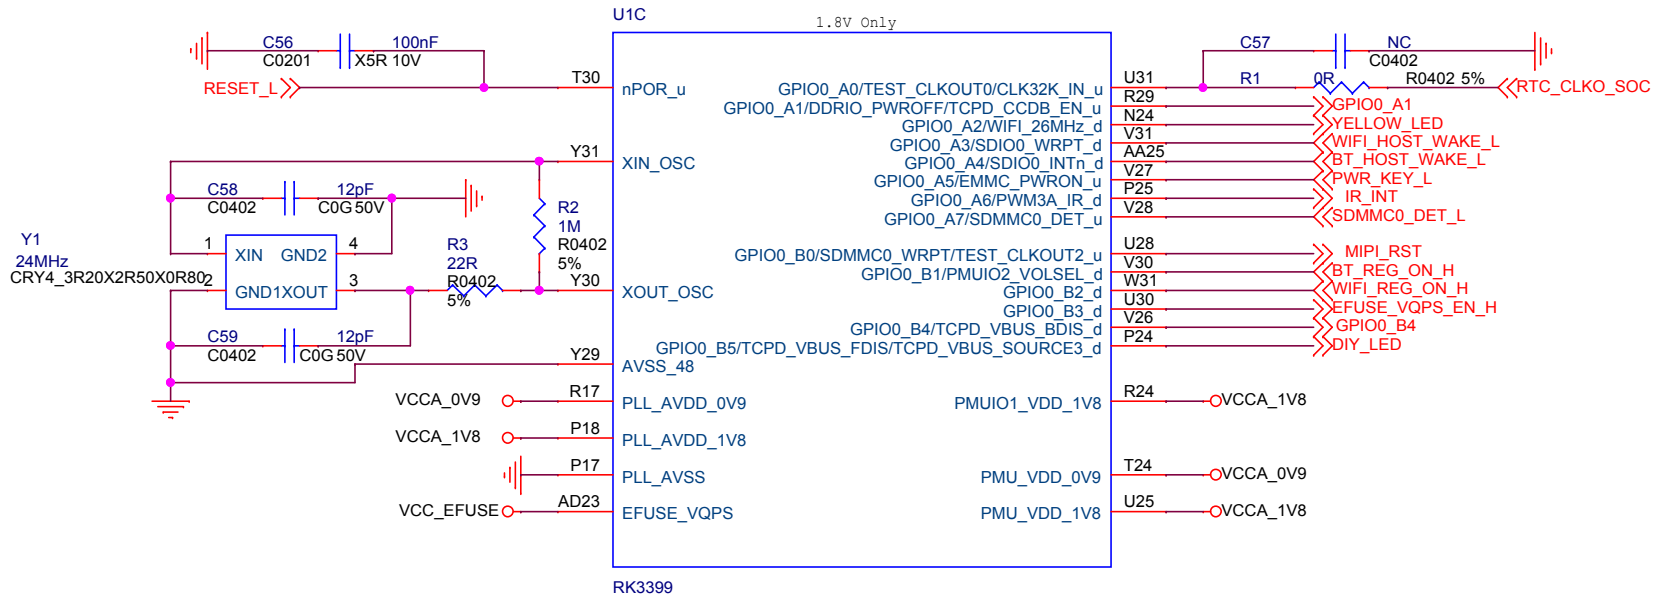 U1C
1.8V Only
C56 100nF
C0201 X5R 10V
RESET_L
T30
nPOR_u
Y31
XIN_OSC
C58 12pF
C0402 C0G 50V
Y1
24MHz
CRY4_3R20X2R50X0R80
1 XIN GND2 4
2 GND1 XOUT 3
R3
22R
R0402
5%
R2
1M
R0402
5%
Y30
XOUT_OSC
C59 12pF
C0402 C0G 50V
Y29
AVSS_48
VCCA_0V9 R17 PLL_AVDD_0V9
VCCA_1V8 P18 PLL_AVDD_1V8
P17 PLL_AVSS
VCC_EFUSE AD23 EFUSE_VQPS
C57 NC
C0402
R1 0R R0402 5%
GPIO0_A0/TEST_CLKOUT0/CLK32K_IN_u U31 RTC_CLKO_SOC
GPIO0_A1/DDRIO_PWROFF/TCPD_CCDB_EN_u R29 GPIO0_A1
GPIO0_A2/WIFI_26MHz_d N24 YELLOW_LED
GPIO0_A3/SDIO0_WRPT_d V31 WIFI_HOST_WAKE_L
GPIO0_A4/SDIO0_INTn_d AA25 BT_HOST_WAKE_L
GPIO0_A5/EMMC_PWRON_u V27 PWR_KEY_L
GPIO0_A6/PWM3A_IR_d P25 IR_INT
GPIO0_A7/SDMMC0_DET_u V28 SDMMC0_DET_L
GPIO0_B0/SDMMC0_WRPT/TEST_CLKOUT2_u U28 MIPI_RST
GPIO0_B1/PMUIO2_VOLSEL_d V30 BT_REG_ON_H
GPIO0_B2_d W31 WIFI_REG_ON_H
GPIO0_B3_d U30 EFUSE_VQPS_EN_H
GPIO0_B4/TCPD_VBUS_BDIS_d V26 GPIO0_B4
GPIO0_B5/TCPD_VBUS_FDIS/TCPD_VBUS_SOURCE3_d P24 DIY_LED
PMUIO1_VDD_1V8 R24 VCCA_1V8
PMU_VDD_0V9 T24 VCCA_0V9
PMU_VDD_1V8 U25 VCCA_1V8
RK3399